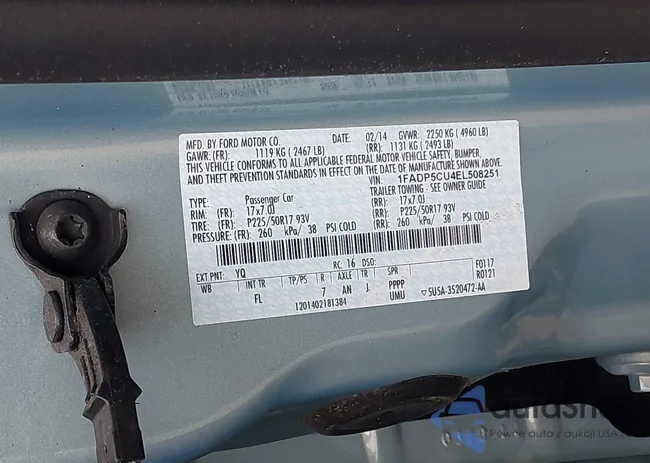 MFD. BY FORD MOTOR CO. DATE: 02/14 GVWR: 2250 KG ( 4960 LB)
GAWR: (FR): 1119 KG ( 2467 LB) (RR): 1131 KG ( 2493 LB)
THIS VEHICLE CONFORMS TO ALL APPLICABLE FEDERAL MOTOR VEHICLE SAFETY, BUMPER,
AND THEFT PREVENTION STANDARDS IN EFFECT ON THE DATE OF MANUFACTURE SHOWN ABOVE.
VIN: 1FADP5CU4EL508251
TYPE: Passenger Car TRAILER TOWING - SEE OWNER GUIDE
RIM: (FR): 17x7.0J (RR): 17x7.0J
TIRE: (FR): P225/50R17 93V (RR): P225/50R17 93V
PRESSURE: (FR): 260 kPa/ 38 PSI COLD (RR): 260 kPa/ 38 PSI COLD
RC: 16 DSO:
EXT PNT: YQ F0117
WB INT TR TP/PS R AXLE TR SPR R0121
FL 7 AN J PPPP
UMU 5U5A-3520472-AA
1201402181384
Pewne auta z aukcji USA